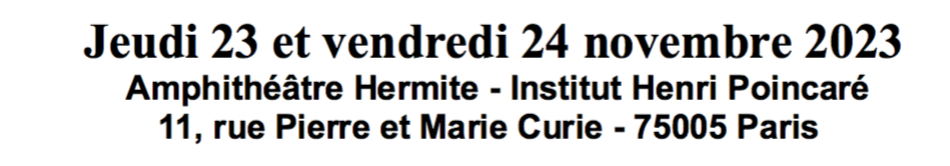 Jeudi 23 et vendredi 24 novembre 2023
Amphithéâtre Hermite - Institut Henri Poincaré
11, rue Pierre et Marie Curie - 75005 Paris